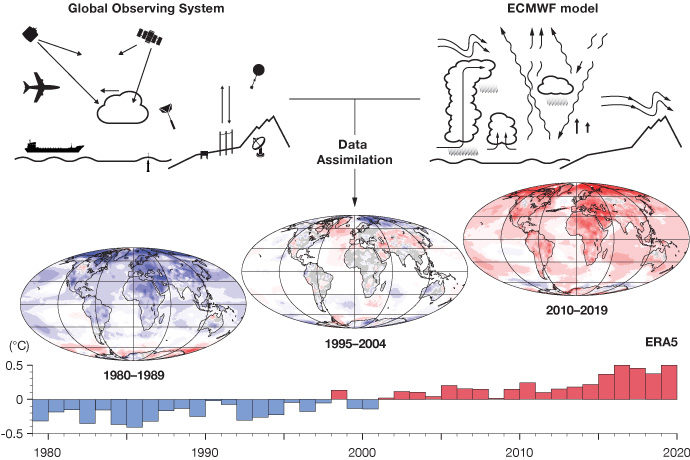 Global Observing System
ECMWF model
Data
Assimilation
1980–1989
1995–2004
2010–2019
ERA5
(°C)
0.5
0
-0.5
1980
1990
2000
2010
2020